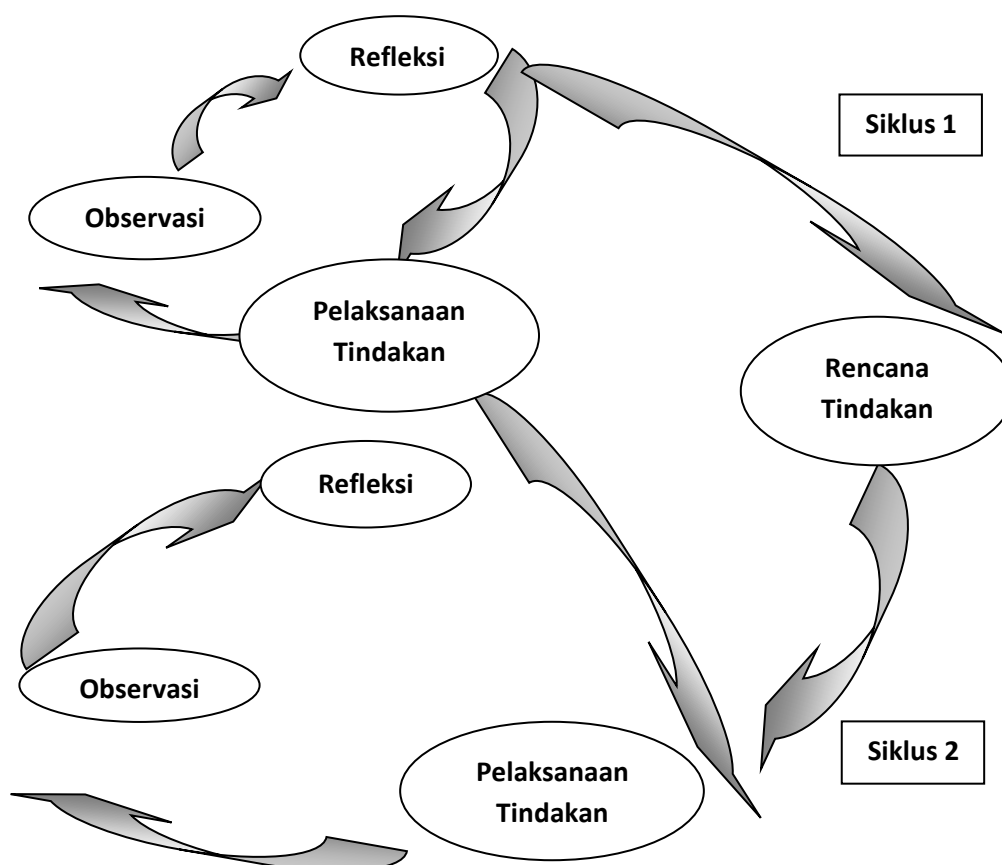 Refleksi
Siklus 1
Observasi
Pelaksanaan
Tindakan
Rencana
Tindakan
Refleksi
Observasi
Siklus 2
Pelaksanaan
Tindakan